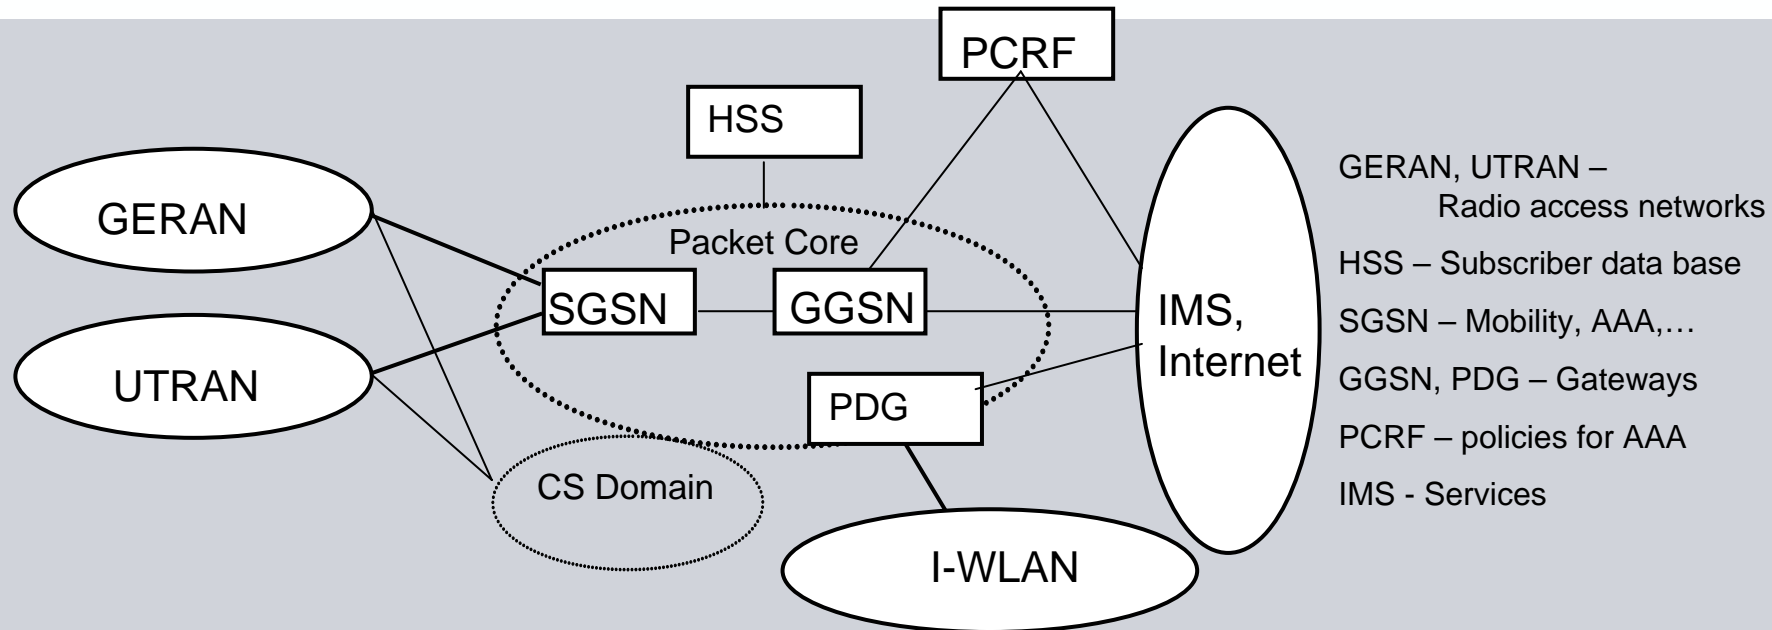 PCRF
HSS
GERAN
Packet Core
SGSN
GGSN
IMS,
Internet
UTRAN
PDG
CS Domain
I-WLAN
GERAN, UTRAN –
Radio access networks
HSS – Subscriber data base
SGSN – Mobility, AAA,…
GGSN, PDG – Gateways
PCRF – policies for AAA
IMS - Services